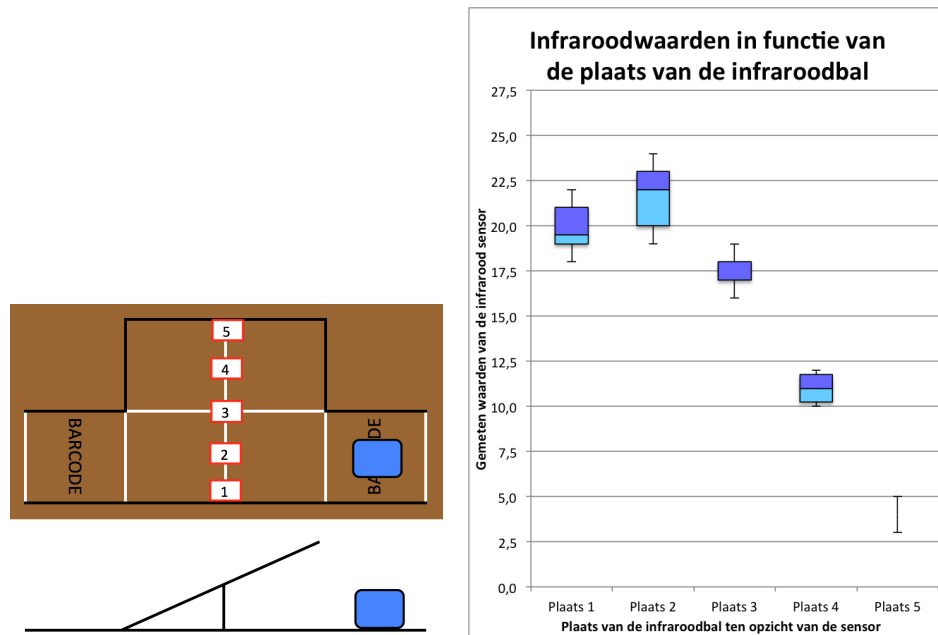 5
4
3
2
1
BARCODE
BA
DE
Infraroodwaarden in functie van
de plaats van de infraroodbal
Gemeten waarden van de infrarood sensor
27,5
25,0
22,5
20,0
17,5
15,0
12,5
10,0
7,5
5,0
2,5
0,0
Plaats 1 Plaats 2 Plaats 3 Plaats 4 Plaats 5
Plaats van de infraroodbal ten opzicht van de sensor